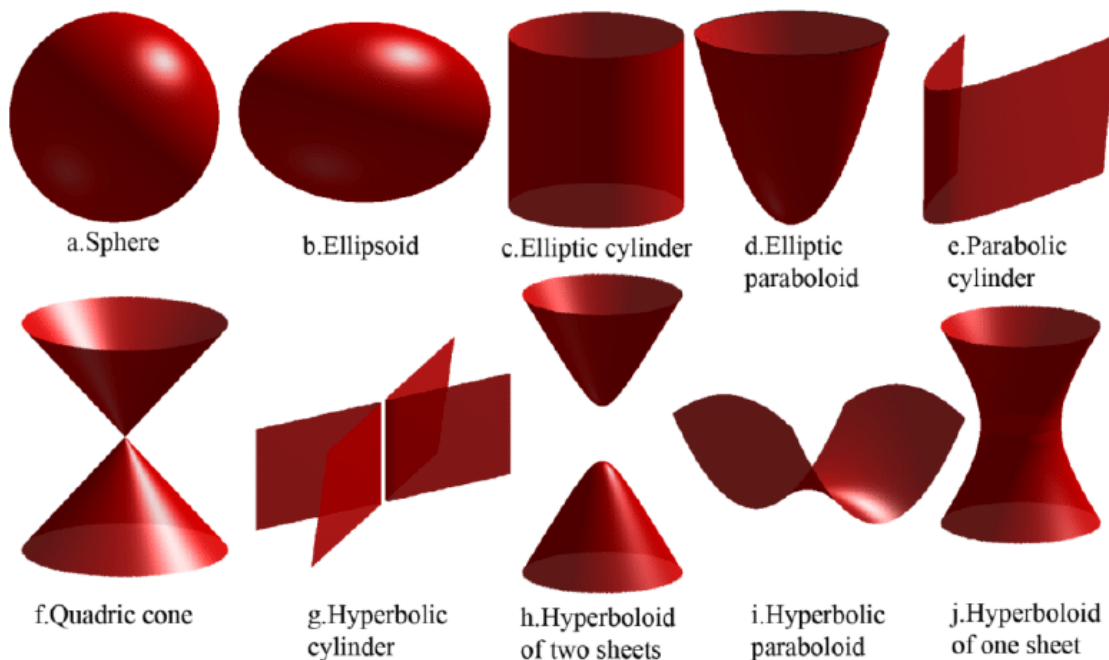 a.Sphere
b.Ellipsoid
c.Elliptic cylinder
d.Elliptic
paraboloid
e.Parabolic
cylinder
f.Quadric cone
g.Hyperbolic
cylinder
h.Hyperboloid
of two sheets
i.Hyperbolic
paraboloid
j.Hyperboloid
of one sheet